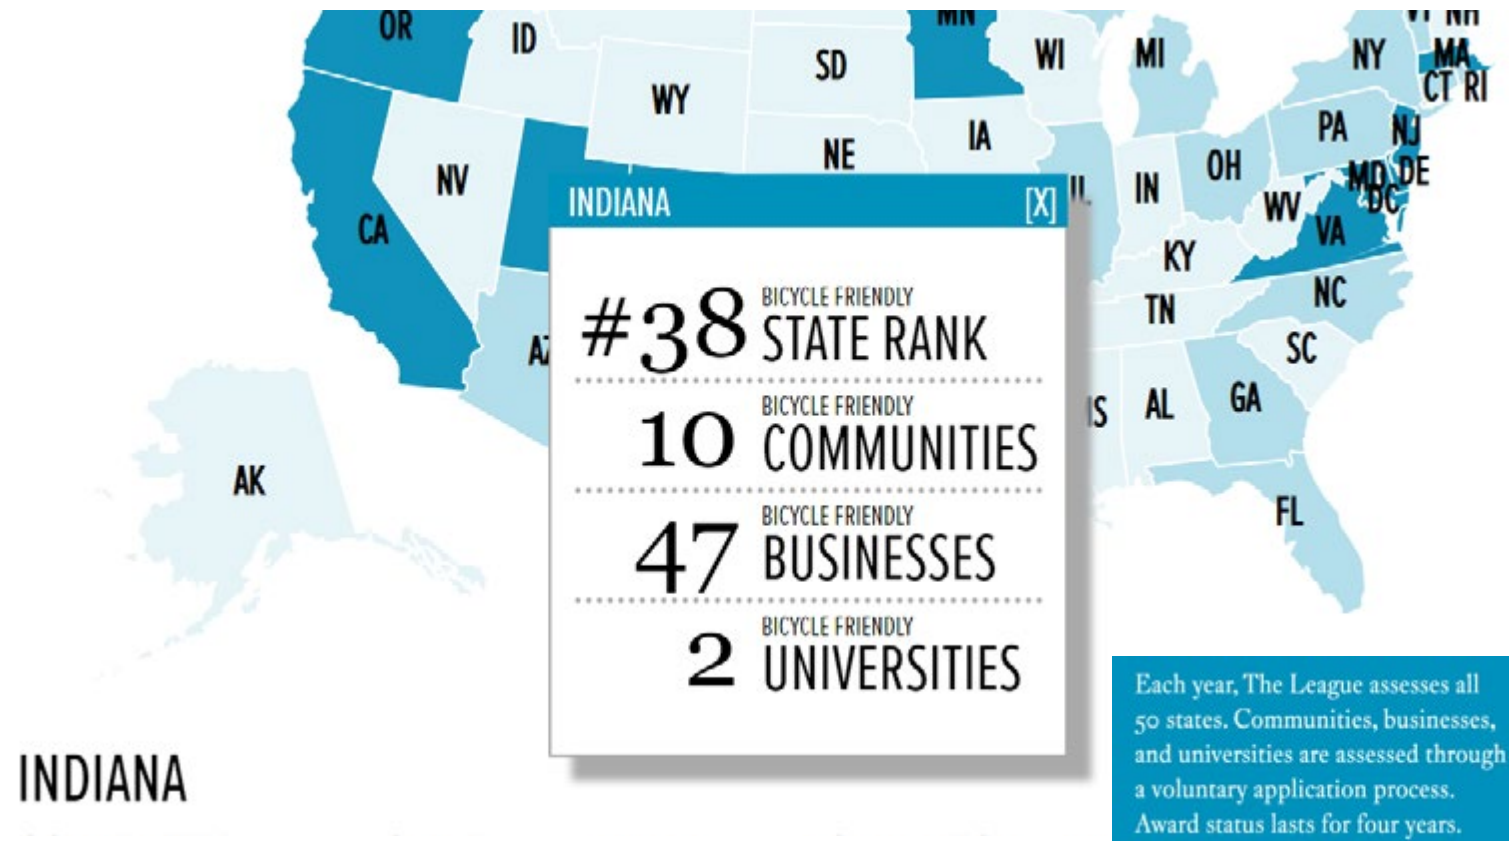 OR
ID
MN
WI
MI
VT NH
NY
MA
CT RI
SD
WY
IA
PA
NJ
NE
OH
MD
DE
DC
NV
IN
WV
CA
VA
KY
NC
TN
SC
AZ
AL
GA
AK
FL
INDIANA [X]
#38 BICYCLE FRIENDLY
STATE RANK
10 BICYCLE FRIENDLY
COMMUNITIES
47 BICYCLE FRIENDLY
BUSINESSES
2 BICYCLE FRIENDLY
UNIVERSITIES
INDIANA
Each year, The League assesses all
50 states. Communities, businesses,
and universities are assessed through
a voluntary application process.
Award status lasts for four years.